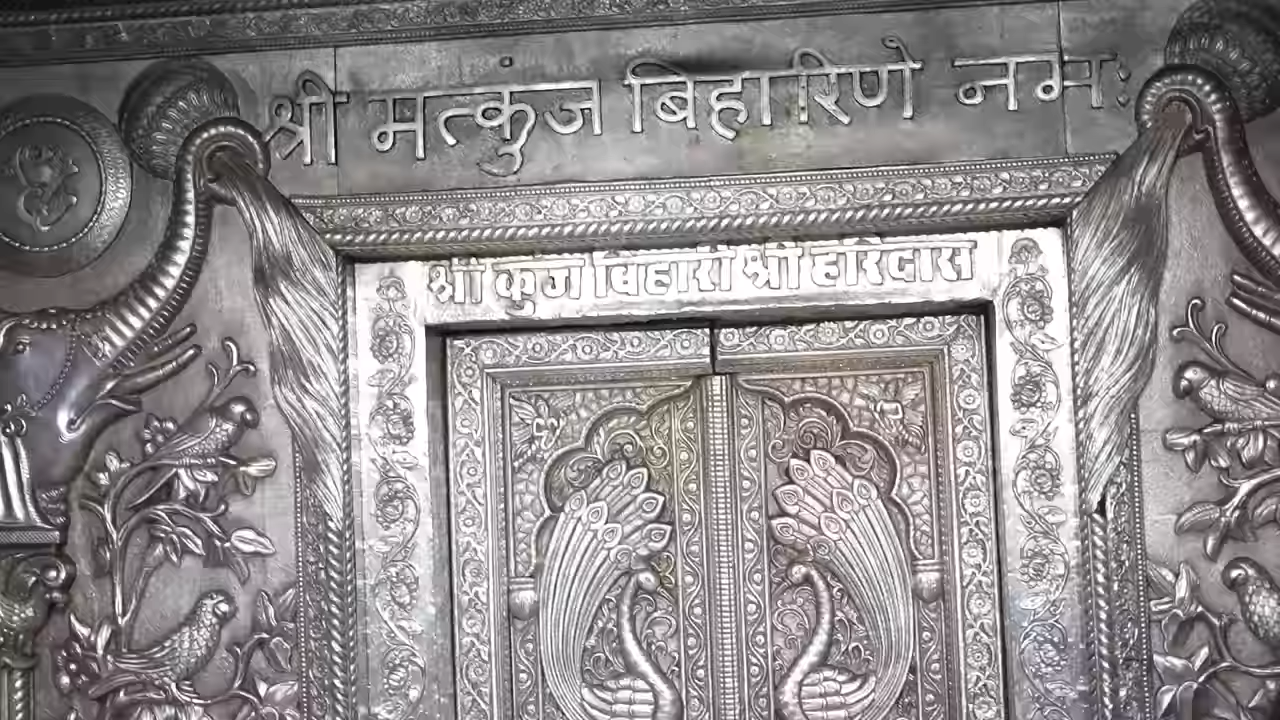 श्री मत्कुंज बिहारिणे नमः
श्री कुंज बिहारी श्री हरिदास